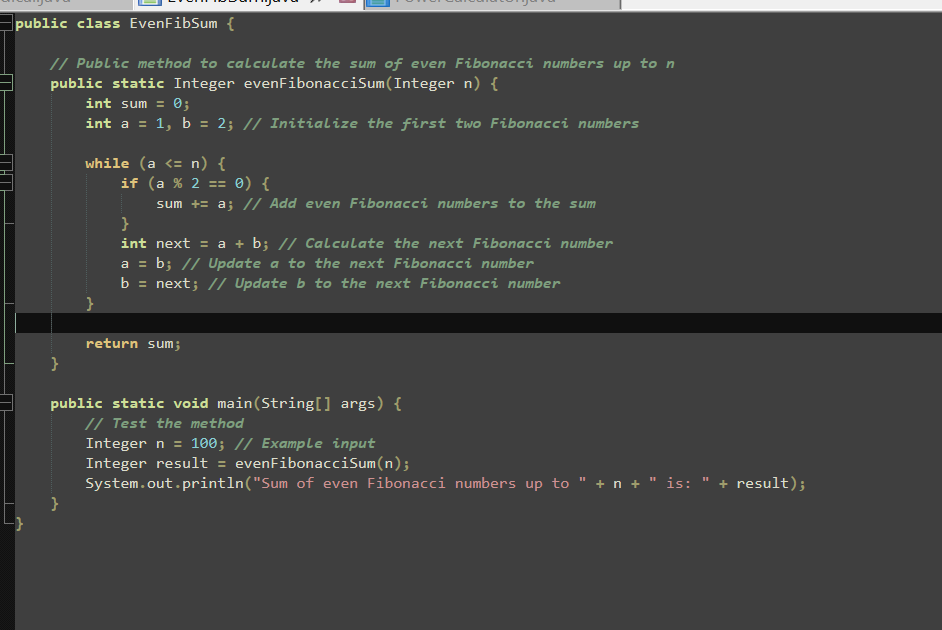 public class EvenFibSum {
// Public method to calculate the sum of even Fibonacci numbers up to n
public static Integer evenFibonacciSum(Integer n) {
int sum = 0;
int a = 1, b = 2; // Initialize the first two Fibonacci numbers
while (a <= n) {
if (a % 2 == 0) {
sum += a; // Add even Fibonacci numbers to the sum
}
int next = a + b; // Calculate the next Fibonacci number
a = b; // Update a to the next Fibonacci number
b = next; // Update b to the next Fibonacci number
}
return sum;
}
public static void main(String[] args) {
// Test the method
Integer n = 100; // Example input
Integer result = evenFibonacciSum(n);
System.out.println("Sum of even Fibonacci numbers up to " + n + " is: " + result);
}
}